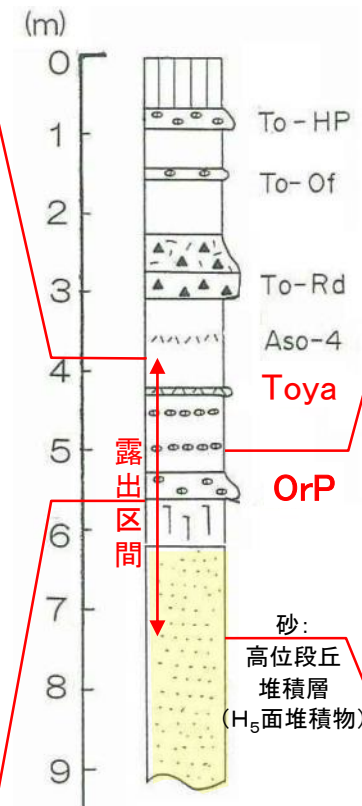 (m)
0
1
2
3
4
5
6
7
8
9
To-HP
To-Of
To-Rd
Aso-4
Toya
OrP
露出区間
砂:
高位段丘
堆積層
(H₅面堆積物)